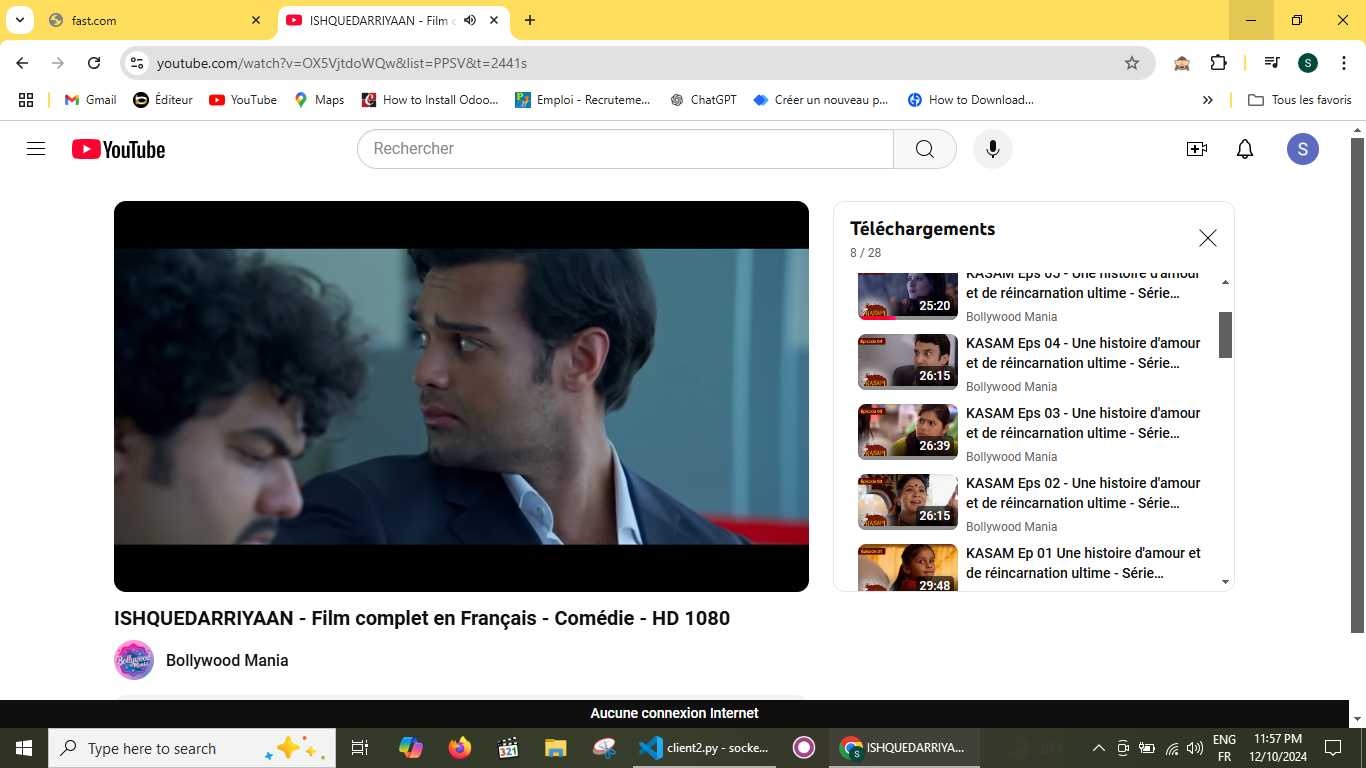 fast.com
ISHQUEDARRIYAAN - Film c
youtube.com/watch?v=OX5VjtdoWQw&list=PPSV&t=2441s
S
Gmail
Éditeur
YouTube
Maps
How to Install Odoo...
Emploi - Recruteme...
ChatGPT
Créer un nouveau p...
How to Download...
Tous les favoris
YouTube
Rechercher
S
Téléchargements
8 / 28
KASAM Eps 05 - Une histoire d'amour
et de réincarnation ultime - Série...
25:20
Bollywood Mania
KASAM Eps 04 - Une histoire d'amour
et de réincarnation ultime - Série...
26:15
Bollywood Mania
KASAM Eps 03 - Une histoire d'amour
et de réincarnation ultime - Série...
26:39
Bollywood Mania
KASAM Eps 02 - Une histoire d'amour
et de réincarnation ultime - Série...
26:15
Bollywood Mania
KASAM Ep 01 Une histoire d'amour et
de réincarnation ultime - Série...
29:48
ISHQUEDARRIYAAN - Film complet en Français - Comédie - HD 1080
Bollywood Mania
Aucune connexion Internet
Type here to search
client2.py - socke...
ISHQUEDARRIYA...
ENG
FR
11:57 PM
12/10/2024